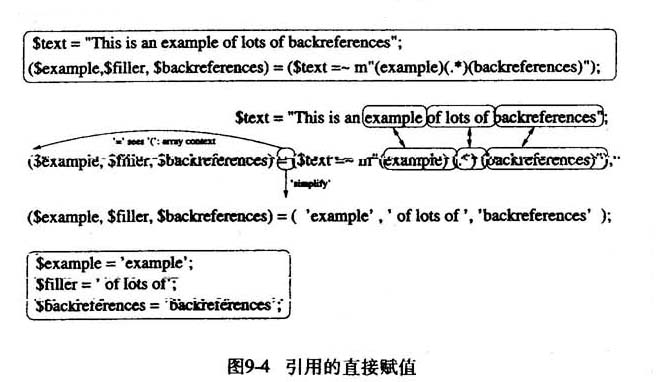 $text = "This is an example of lots of backreferences";
($example,$filler, $backreferences) = ($text =~ m"(example)(.*)(backreferences)");
$text = "This is an example of lots of backreferences";
'=' sees '(': array context
($example, $filler, $backreferences) = ($text =~ m"(example)(.*)(backreferences)");
'simplify'
($example, $filler, $backreferences) = ( 'example' , ' of lots of ', 'backreferences' );
$example = 'example';
$filler = ' of lots of';
$backreferences = 'backreferences';
图9-4 引用的直接赋值